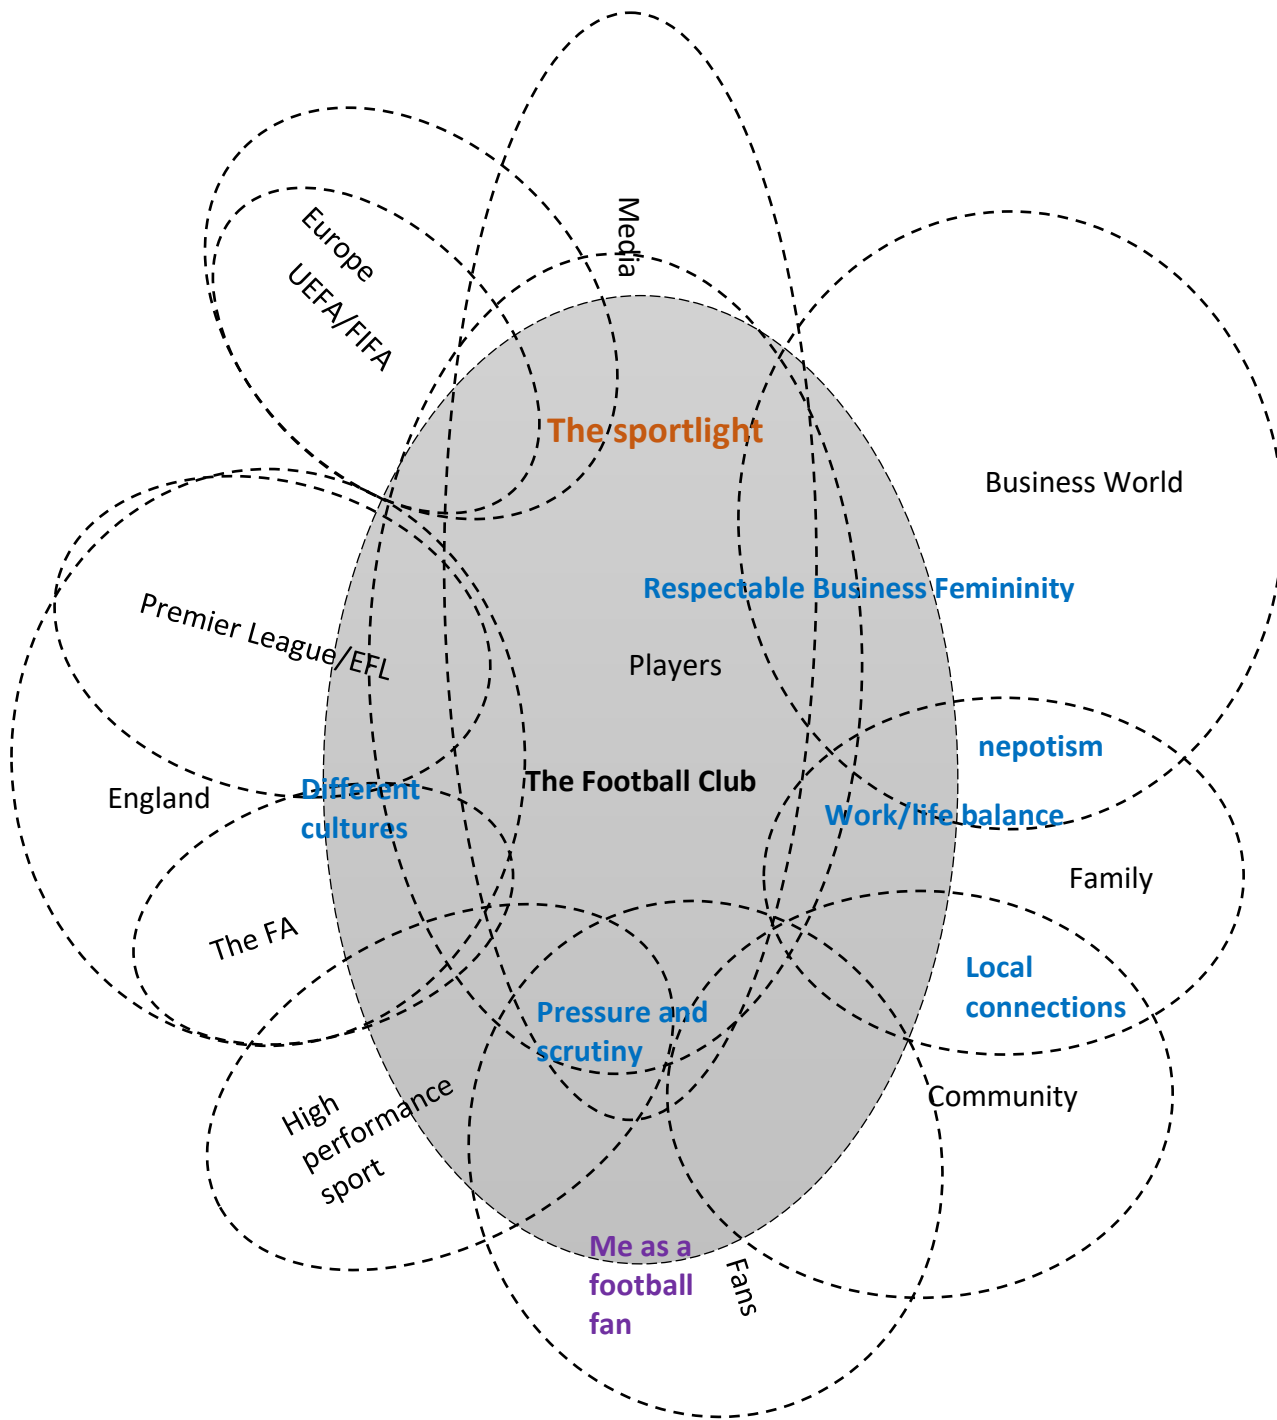 Media
Europe
UEFA/FIFA
The sportlight
Business World
Respectable Business Femininity
Premier League/EFL
Players
nepotism
The Football Club
England
Different
cultures
Work/life balance
Family
The FA
Local
connections
Pressure and
scrutiny
High
performance
sport
Community
Me as a
football
fan
Fans